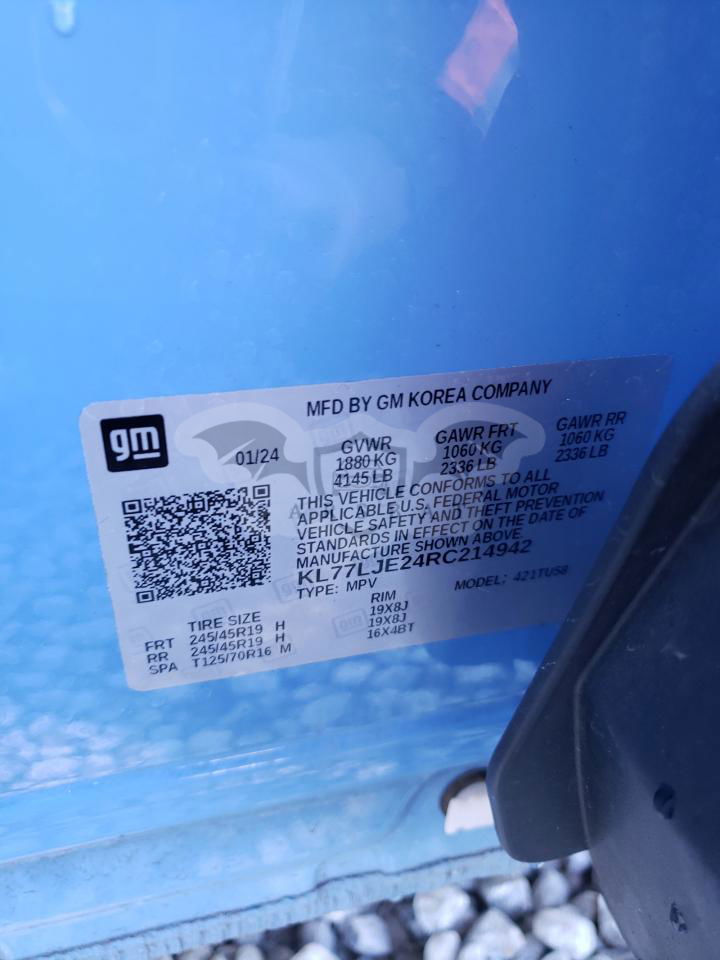 MFD BY GM KOREA COMPANY
gm
01/24
GVWR GAWR FRT GAWR RR
1880 KG 1060 KG 1060 KG
4145 LB 2336 LB 2336 LB
THIS VEHICLE CONFORMS TO ALL
APPLICABLE U.S. FEDERAL MOTOR
VEHICLE SAFETY AND THEFT PREVENTION
STANDARDS IN EFFECT ON THE DATE OF
MANUFACTURE SHOWN ABOVE.
KL77LJE24RC214942
TYPE: MPV MODEL: 421TUS8
TIRE SIZE RIM
FRT 245/45R19 H 19X8J
RR 245/45R19 H 19X8J
SPA T125/70R16 M 16X4BT